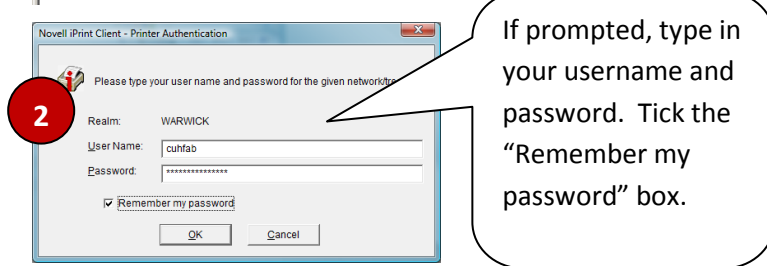 Novell iPrint Client - Printer Authentication
Please type your user name and password for the given network/tre
2
Realm: WARWICK
User Name: cuhfab
Password: ***************
Remember my password
OK Cancel
If prompted, type in
your username and
password. Tick the
“Remember my
password” box.